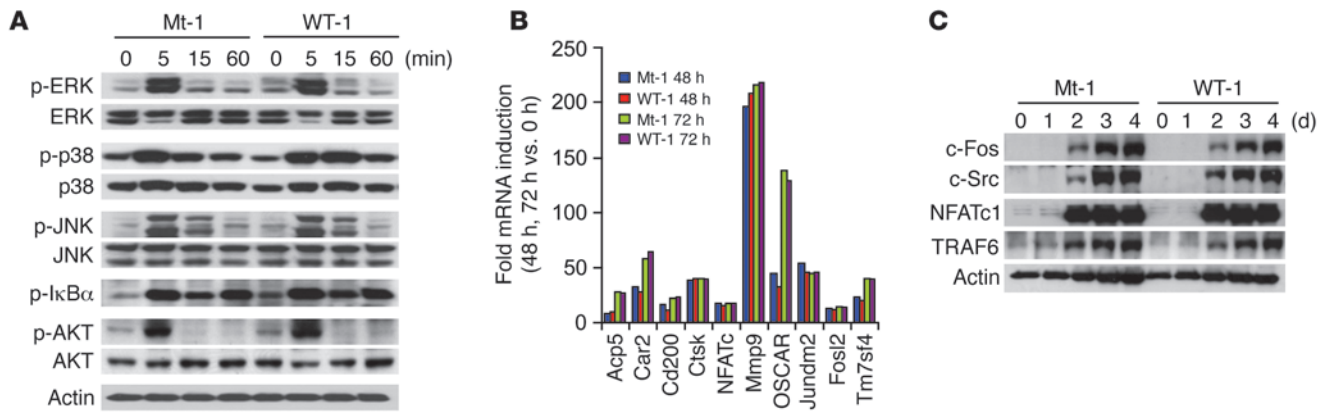 A
Mt-1 WT-1
0 5 15 60 0 5 15 60 (min)
p-ERK
ERK
p-p38
p38
p-JNK
JNK
p-IκBα
p-AKT
AKT
Actin
B
Fold mRNA induction
(48 h, 72 h vs. 0 h)
250
200
150
100
50
0
Mt-1 48 h
WT-1 48 h
Mt-1 72 h
WT-1 72 h
Acp5
Car2
Cd200
Ctsk
NFATc
Mmp9
OSCAR
Jundm2
Fosl2
Tm7sf4
C
Mt-1 WT-1
0 1 2 3 4 0 1 2 3 4 (d)
c-Fos
c-Src
NFATc1
TRAF6
Actin